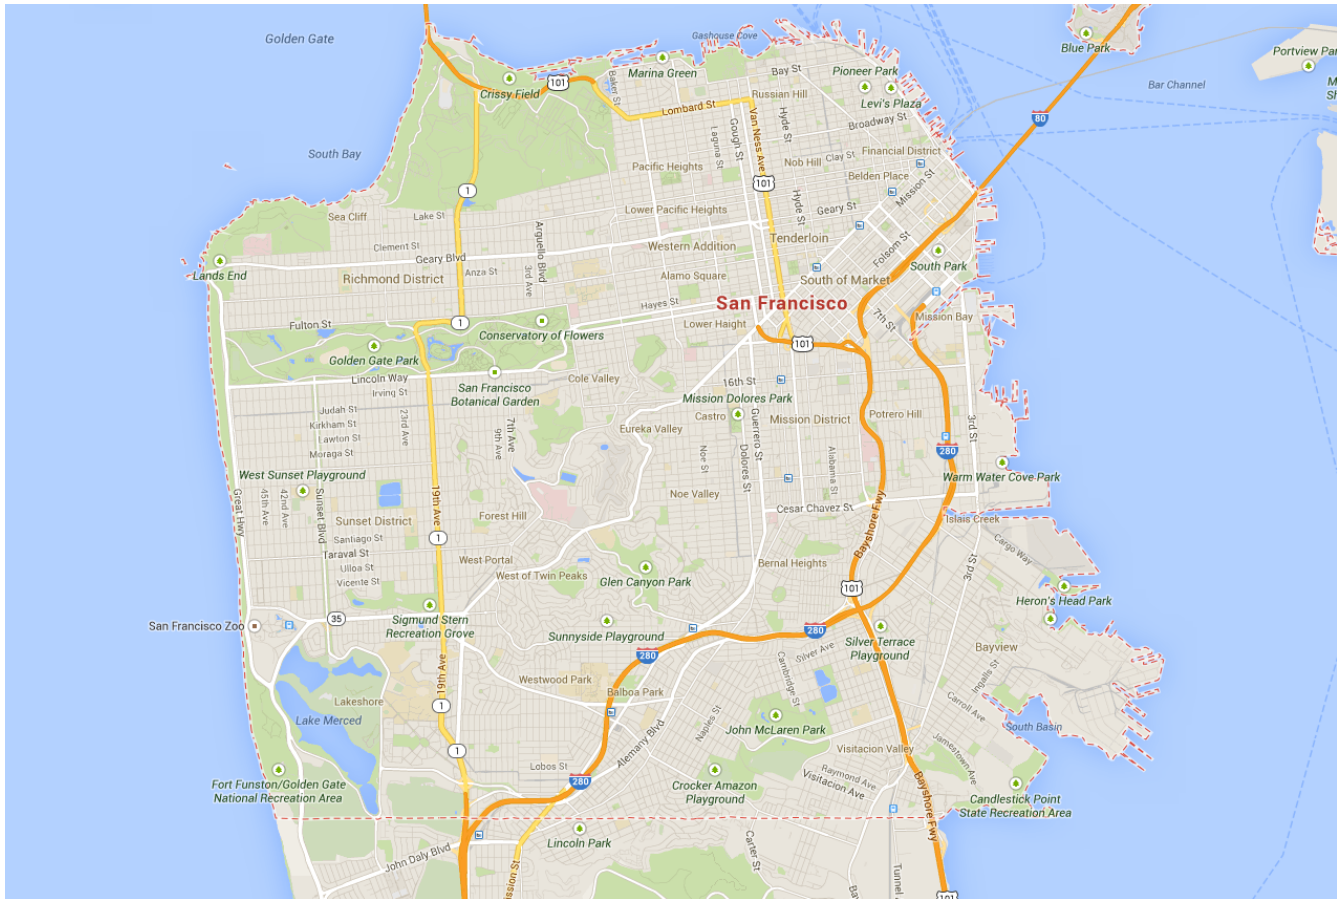 Golden Gate
Gashouse Cove
Blue Park
Portview Par
Bar Channel
M
Sh
Marina Green
Bay St
Pioneer Park
Crissy Field
101
Baker St
Russian Hill
Levi's Plaza
Lombard St
Van Ness Ave
Hyde St
Broadway St
80
Gough St
Laguna St
Financial District
South Bay
Pacific Heights
Nob Hill
Clay St
Belden Place
Mission St
1
101
Hyde St
Geary St
Sea Cliff
Lake St
Lower Pacific Heights
Arguello Blvd
Clement St
Geary Blvd
Western Addition
Tenderloin
Folsom St
Lands End
Richmond District
Anza St
3rd Ave
Alamo Square
South of Market
South Park
Hayes St
San Francisco
Fulton St
1
Conservatory of Flowers
Lower Haight
7th St
Mission Bay
Golden Gate Park
101
Lincoln Way
Irving St
San Francisco
Botanical Garden
Cole Valley
16th St
Mission Dolores Park
Judah St
Kirkham St
Lawton St
Moraga St
23rd Ave
7th Ave
9th Ave
Eureka Valley
Castro
Guerrero St
Mission District
Potrero Hill
3rd St
280
Noe St
Dolores St
Alabama St
West Sunset Playground
Warm Water Cove Park
Great Hwy
45th Ave
42nd Ave
Sunset Blvd
19th Ave
Noe Valley
Cesar Chavez St
Bayshore Fwy
Sunset District
Forest Hill
Islais Creek
Santiago St
1
Taraval St
Ulloa St
Vicente St
West Portal
West of Twin Peaks
Glen Canyon Park
Bernal Heights
3rd St
Cargo Way
101
Heron's Head Park
San Francisco Zoo
35
Sigmund Stern
Recreation Grove
Sunnyside Playground
280
280
Silver Ave
Silver Terrace
Playground
Bayview
19th Ave
Westwood Park
Balboa Park
Cambridge St
Ingalls St
Lakeshore
1
Carroll Ave
Lake Merced
Naples St
John McLaren Park
South Basin
Alemany Blvd
Visitacion Valley
Jamestown Ave
1
Lobos St
280
Fort Funston/Golden Gate
National Recreation Area
Crocker Amazon
Playground
Raymond Ave
Visitacion Ave
Bayshore Fwy
Candlestick Point
State Recreation Area
Lincoln Park
John Daly Blvd
Mission St
Carter St
Bay
Tunnel A
101